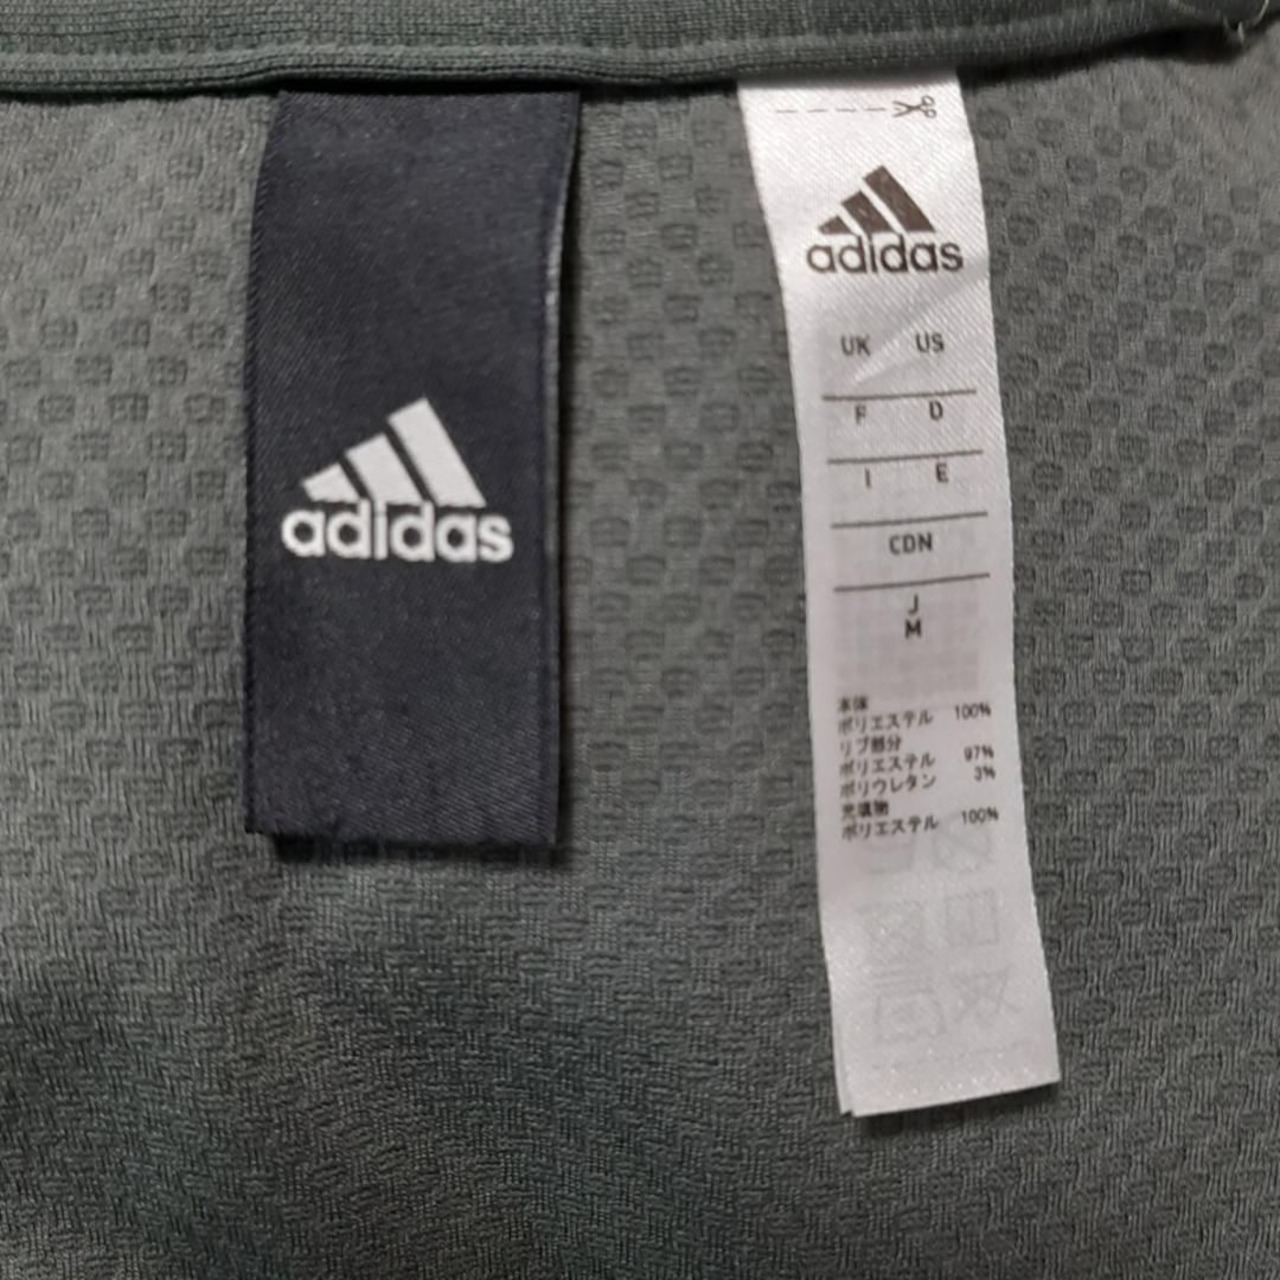 adidas
adidas
UK US
F D
I E
CDN
J
M
本体
ポリエステル 100%
リブ部分
ポリエステル 97%
ポリウレタン 3%
充填物
ポリエステル 100%